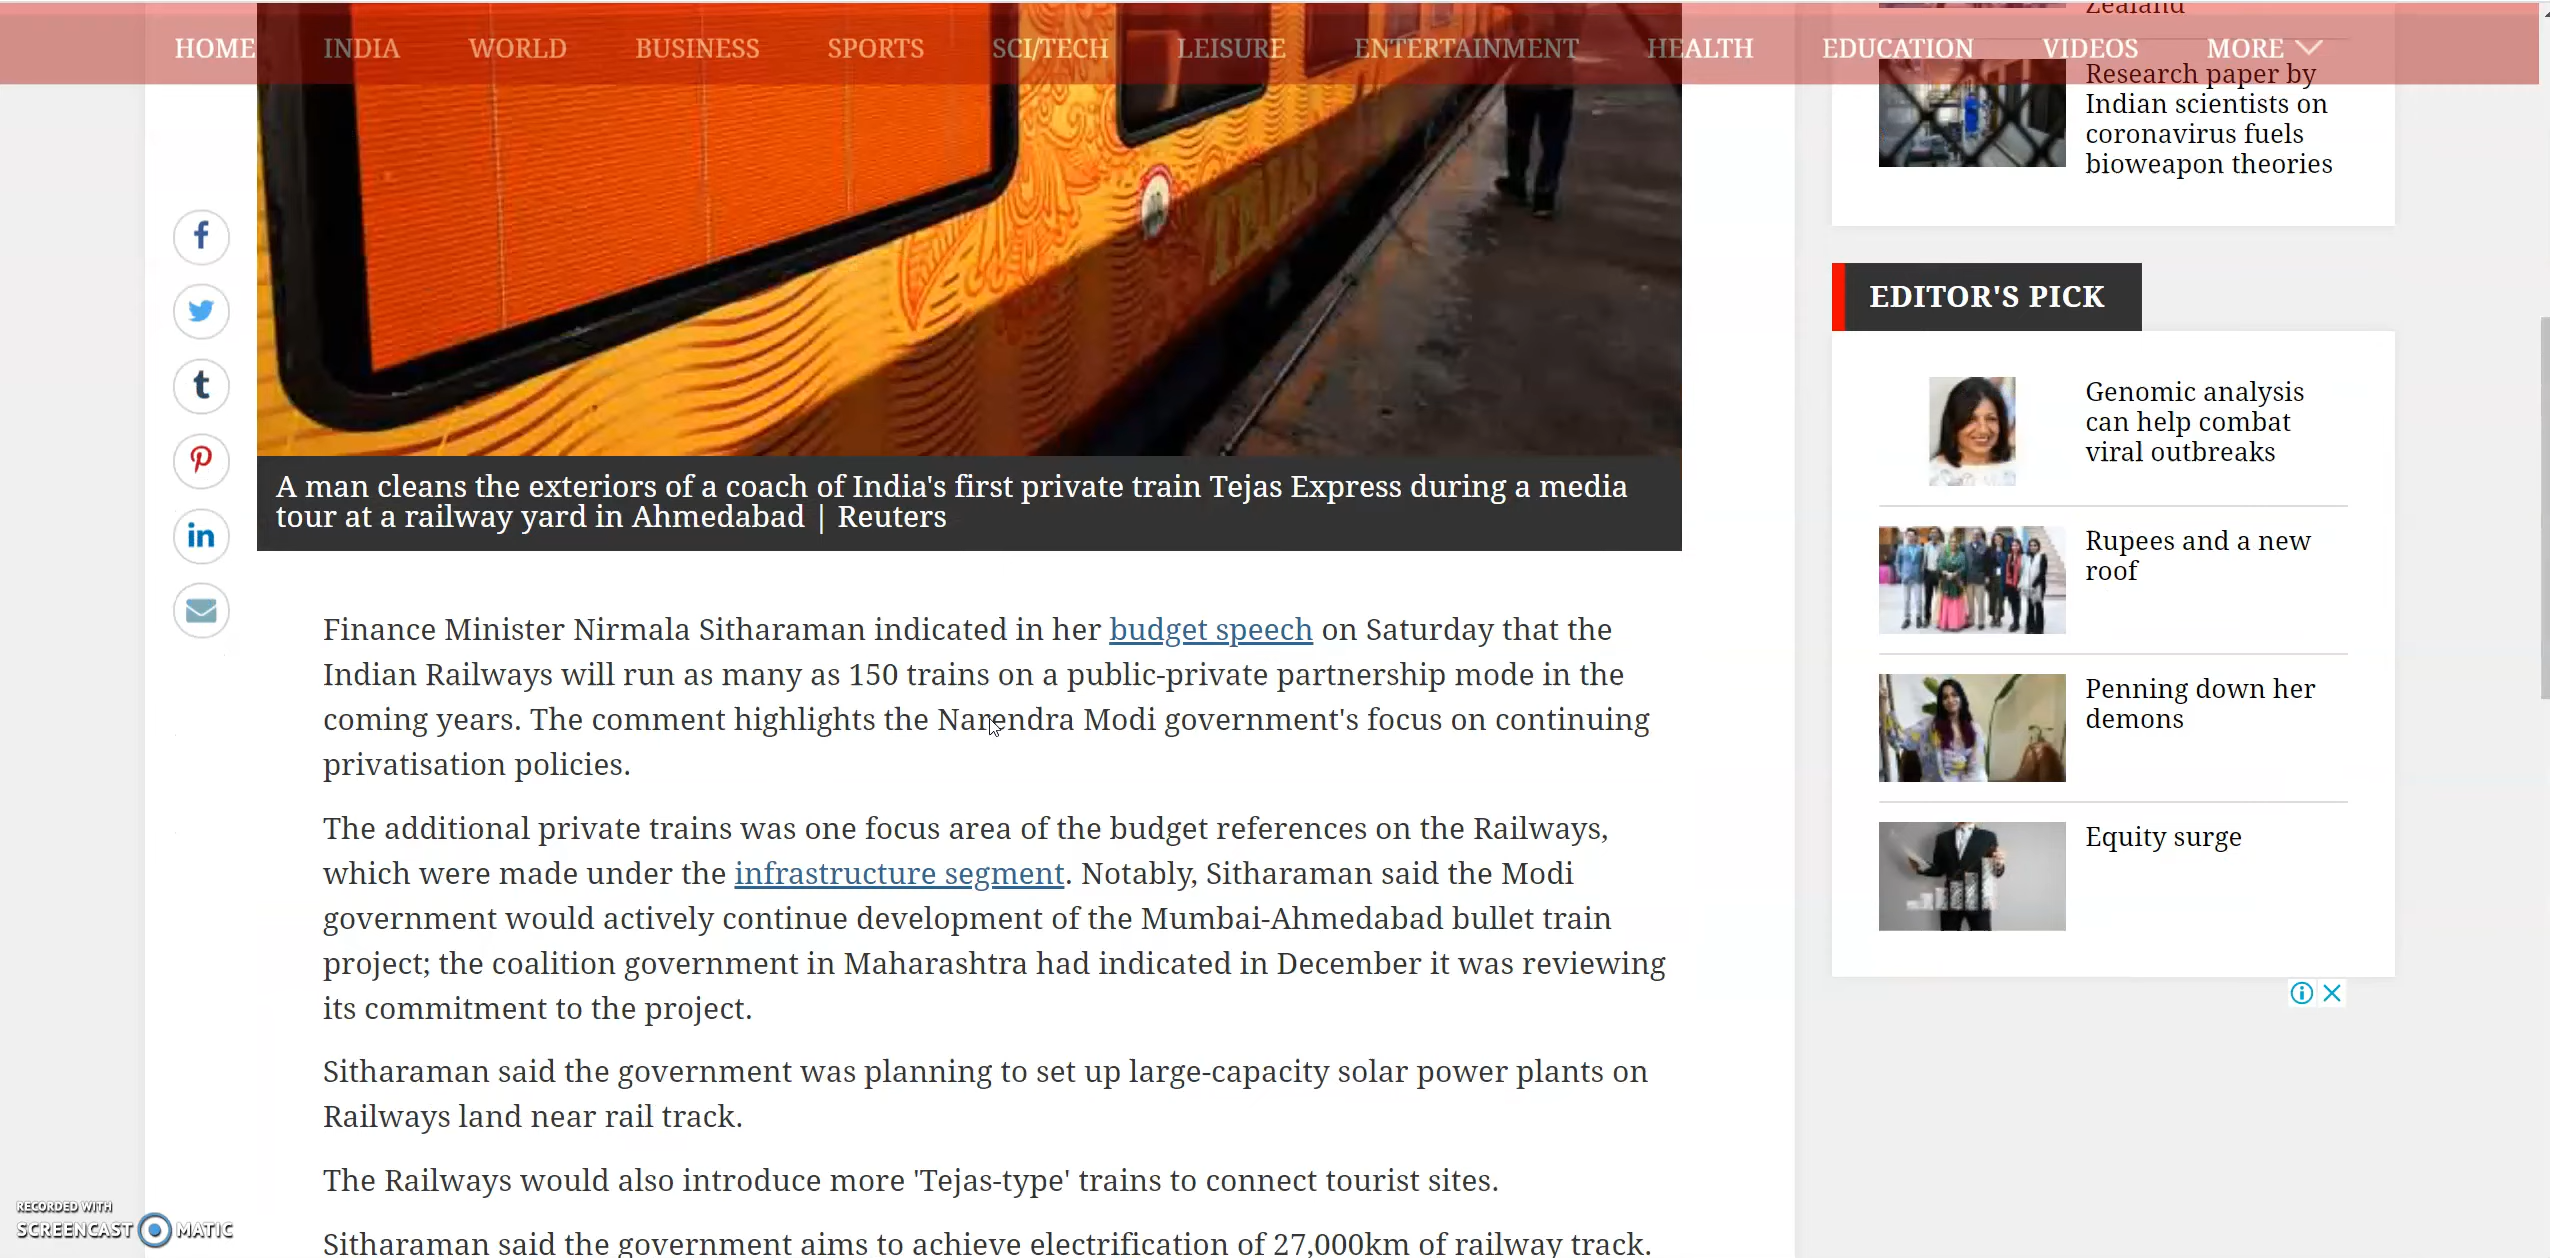 HOME INDIA WORLD BUSINESS SPORTS SCI/TECH LEISURE ENTERTAINMENT HEALTH EDUCATION VIDEOS MORE
TEJAS
A man cleans the exteriors of a coach of India's first private train Tejas Express during a media
tour at a railway yard in Ahmedabad | Reuters
Finance Minister Nirmala Sitharaman indicated in her budget speech on Saturday that the
Indian Railways will run as many as 150 trains on a public-private partnership mode in the
coming years. The comment highlights the Narendra Modi government's focus on continuing
privatisation policies.
The additional private trains was one focus area of the budget references on the Railways,
which were made under the infrastructure segment. Notably, Sitharaman said the Modi
government would actively continue development of the Mumbai-Ahmedabad bullet train
project; the coalition government in Maharashtra had indicated in December it was reviewing
its commitment to the project.
Sitharaman said the government was planning to set up large-capacity solar power plants on
Railways land near rail track.
The Railways would also introduce more 'Tejas-type' trains to connect tourist sites.
Sitharaman said the government aims to achieve electrification of 27,000km of railway track.
Zealand
Research paper by
Indian scientists on
coronavirus fuels
bioweapon theories
EDITOR'S PICK
Genomic analysis
can help combat
viral outbreaks
Rupees and a new
roof
Penning down her
demons
Equity surge
RECORDED WITH
SCREENCAST MATIC